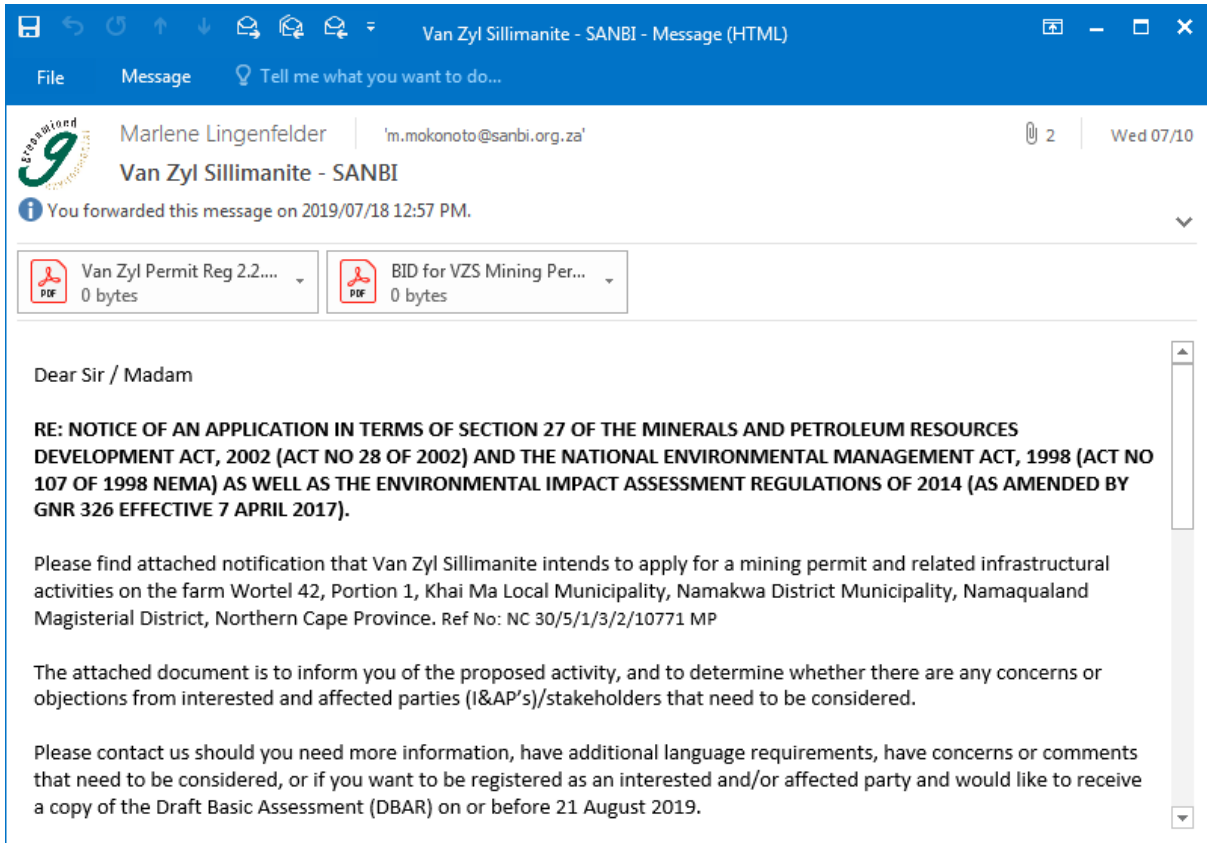 Van Zyl Sillimanite - SANBI - Message (HTML)
File Message Tell me what you want to do...
Marlene Lingenfelder 'm.mokonoto@sanbi.org.za' 2 Wed 07/10
Van Zyl Sillimanite - SANBI
You forwarded this message on 2019/07/18 12:57 PM.
Van Zyl Permit Reg 2.2.... BID for VZS Mining Per...
PDF 0 bytes PDF 0 bytes
Dear Sir / Madam
RE: NOTICE OF AN APPLICATION IN TERMS OF SECTION 27 OF THE MINERALS AND PETROLEUM RESOURCES
DEVELOPMENT ACT, 2002 (ACT NO 28 OF 2002) AND THE NATIONAL ENVIRONMENTAL MANAGEMENT ACT, 1998 (ACT NO
107 OF 1998 NEMA) AS WELL AS THE ENVIRONMENTAL IMPACT ASSESSMENT REGULATIONS OF 2014 (AS AMENDED BY
GNR 326 EFFECTIVE 7 APRIL 2017).
Please find attached notification that Van Zyl Sillimanite intends to apply for a mining permit and related infrastructural
activities on the farm Wortel 42, Portion 1, Khai Ma Local Municipality, Namakwa District Municipality, Namaqualand
Magisterial District, Northern Cape Province. Ref No: NC 30/5/1/3/2/10771 MP
The attached document is to inform you of the proposed activity, and to determine whether there are any concerns or
objections from interested and affected parties (I&AP's)/stakeholders that need to be considered.
Please contact us should you need more information, have additional language requirements, have concerns or comments
that need to be considered, or if you want to be registered as an interested and/or affected party and would like to receive
a copy of the Draft Basic Assessment (DBAR) on or before 21 August 2019.